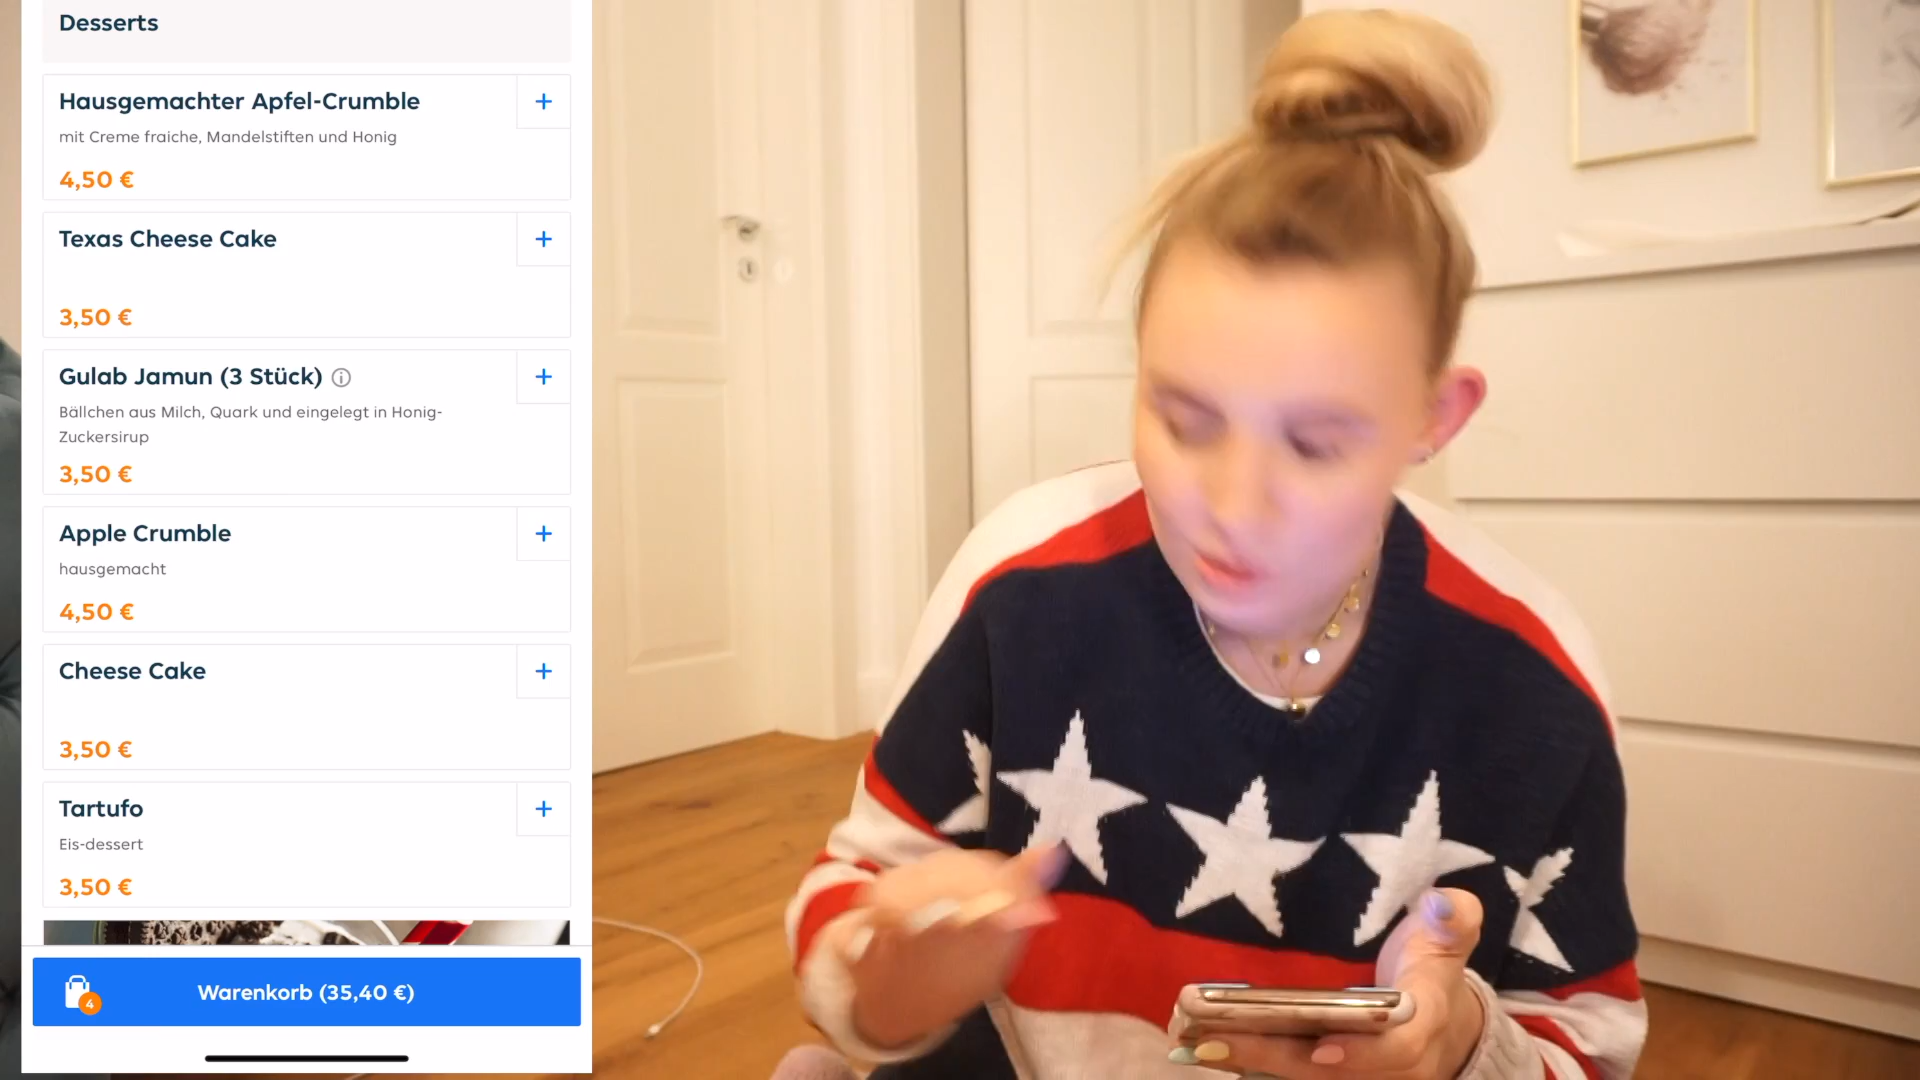 Desserts
Hausgemachter Apfel-Crumble
mit Creme fraiche, Mandelstiften und Honig
4,50 €
Texas Cheese Cake
3,50 €
Gulab Jamun (3 Stück)
Bällchen aus Milch, Quark und eingelegt in Honig-
Zuckersirup
3,50 €
Apple Crumble
hausgemacht
4,50 €
Cheese Cake
3,50 €
Tartufo
Eis-dessert
3,50 €
4
Warenkorb (35,40 €)